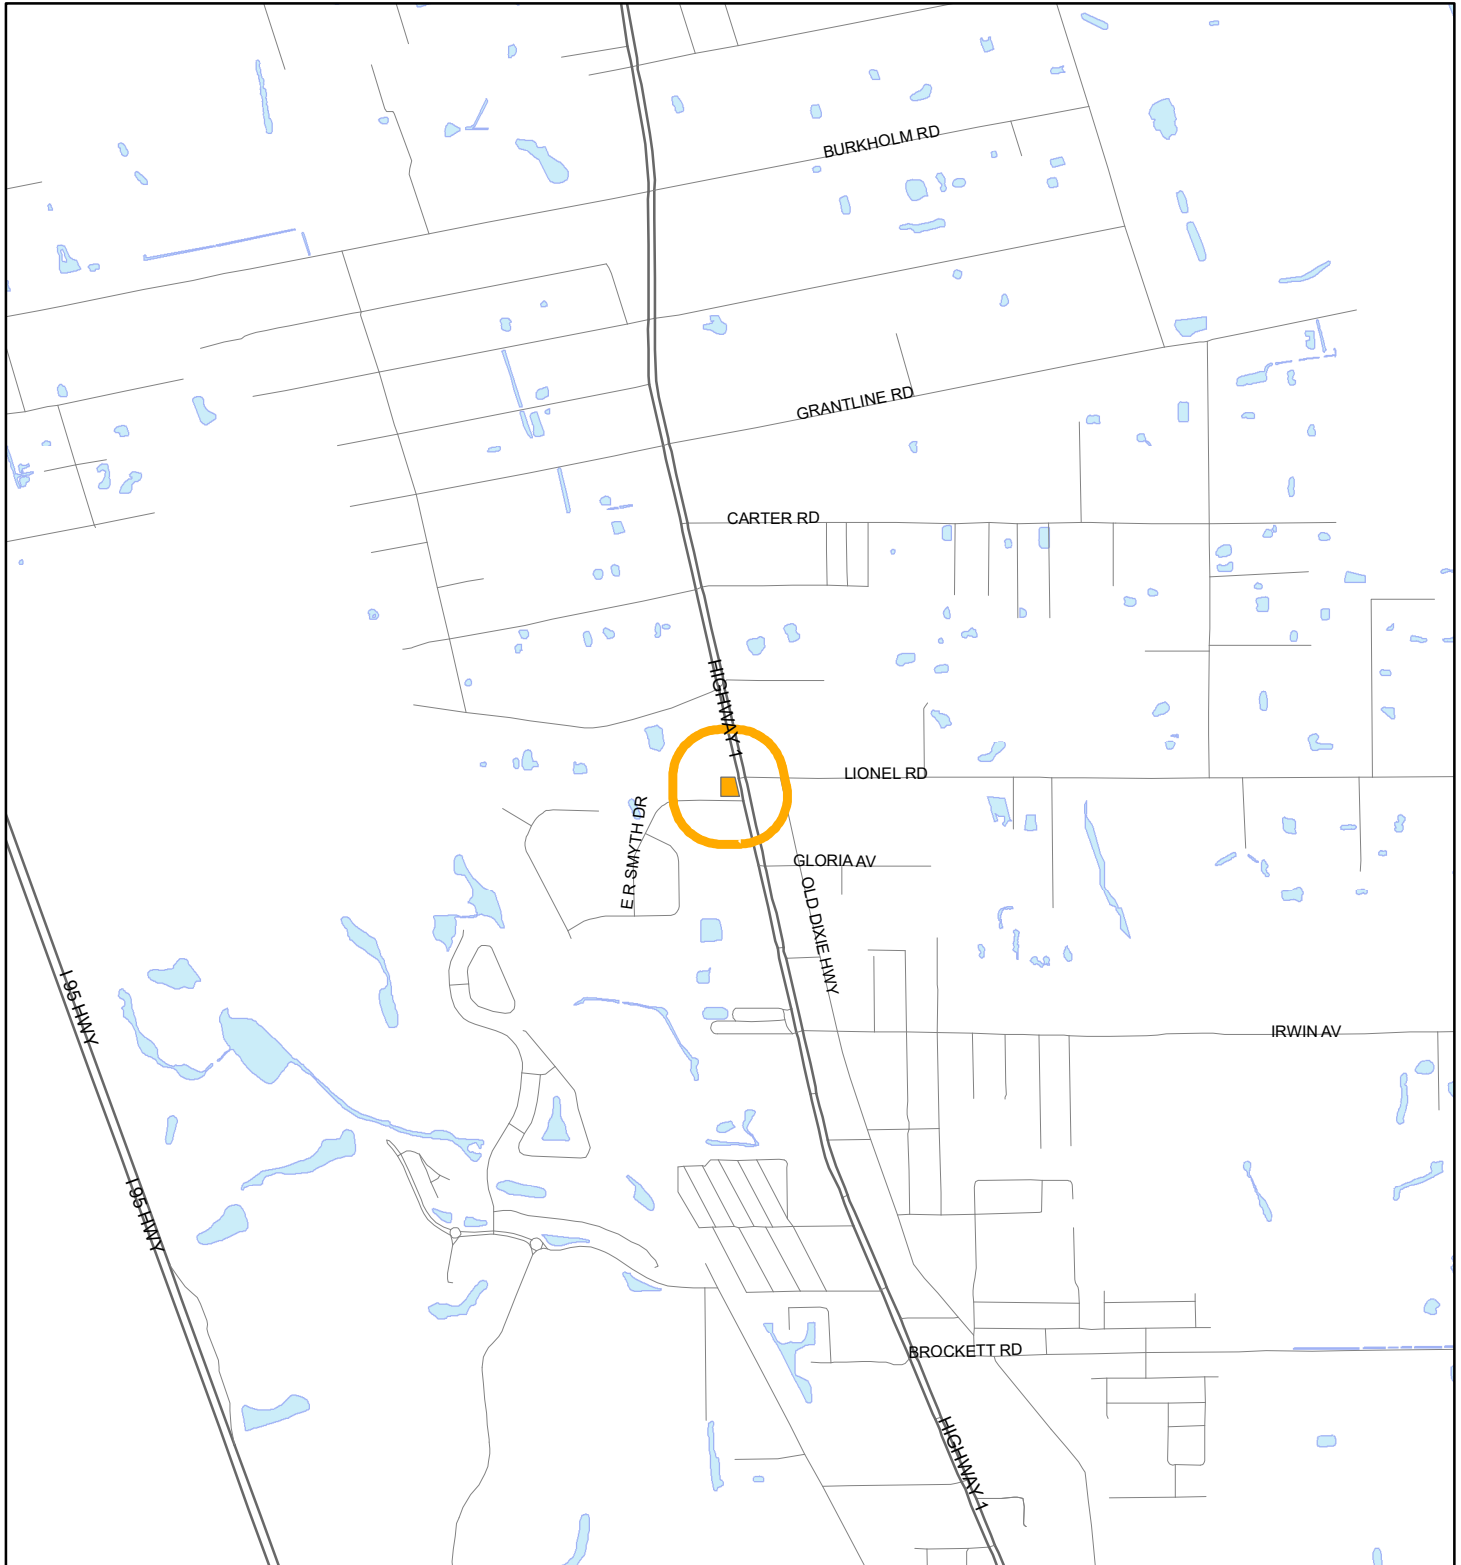 BURKHOLM RD
GRANTLINE RD
CARTER RD
HIGHWAY 1
LIONEL RD
E R SMYTH DR
GLORIA AV
OLD DIXIE HWY
I 95 HWY
IRWIN AV
I 95 HWY
BROCKETT RD
HIGHWAY 1